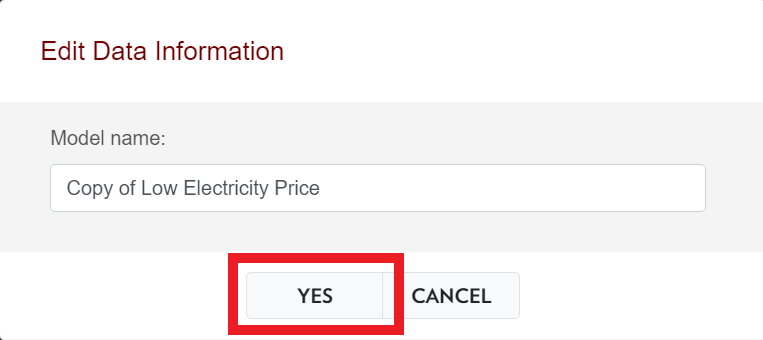 Edit Data Information
Model name:
Copy of Low Electricity Price
YES CANCEL